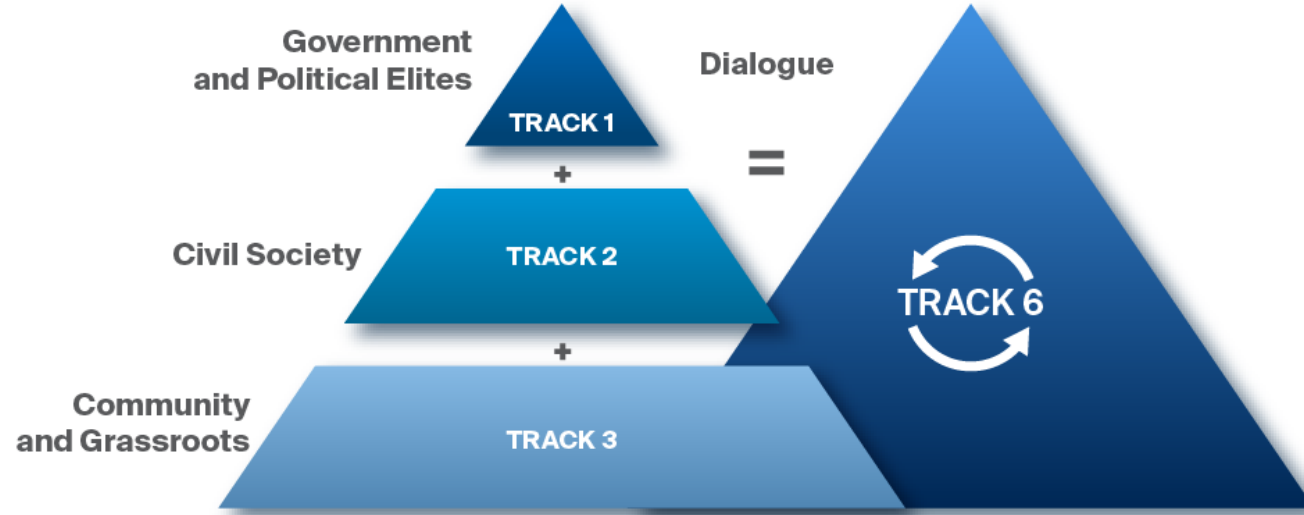 Government
and Political Elites
TRACK 1
Dialogue
+
=
Civil Society
TRACK 2
TRACK 6
+
Community
and Grassroots
TRACK 3